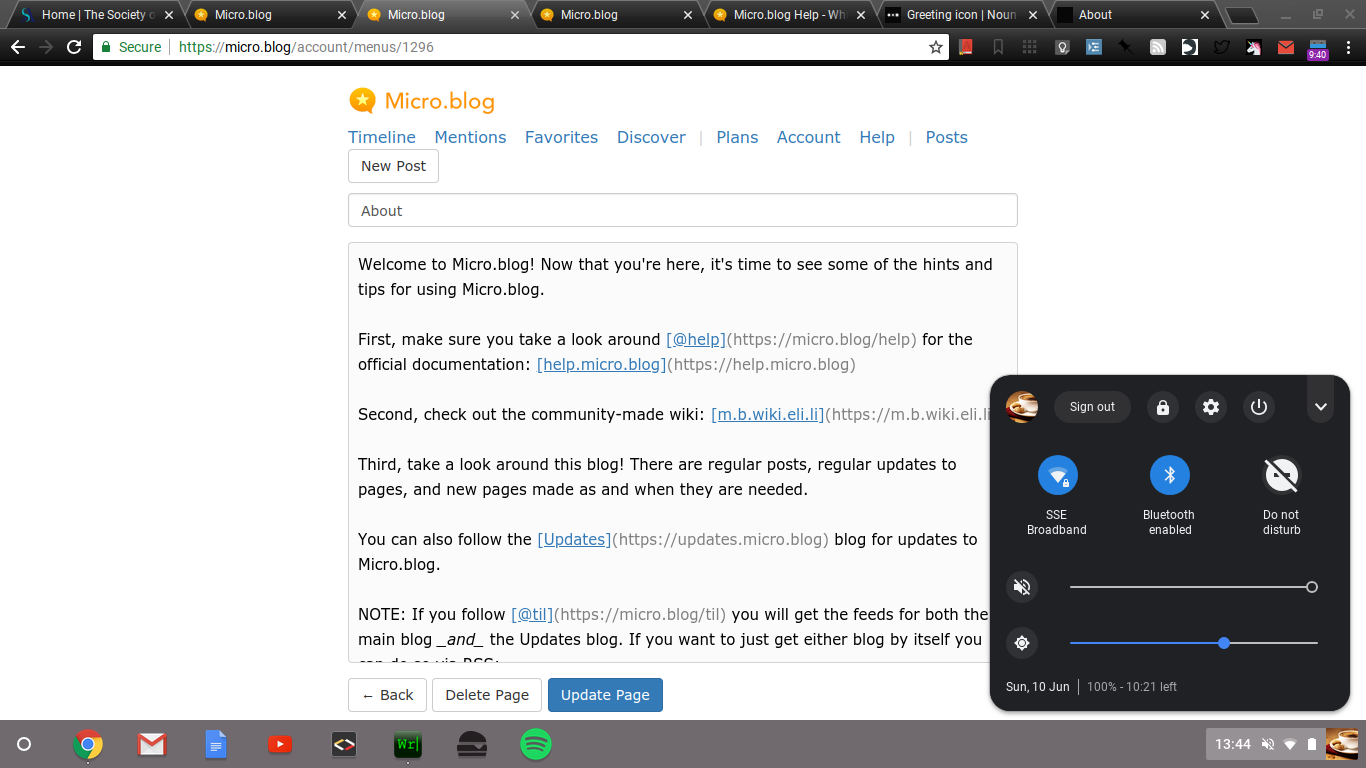 Home | The Society o
Micro.blog
Micro.blog
Micro.blog
Micro.blog Help - Wh
Greeting icon | Noun
About
Secure
https://micro.blog/account/menus/1296
9:40
Micro.blog
Timeline Mentions Favorites Discover | Plans Account Help | Posts
New Post
About
Welcome to Micro.blog! Now that you're here, it's time to see some of the hints and
tips for using Micro.blog.
First, make sure you take a look around [@help](https://micro.blog/help) for the
official documentation: [help.micro.blog](https://help.micro.blog)
Second, check out the community-made wiki: [m.b.wiki.eli.li](https://m.b.wiki.eli.li
Third, take a look around this blog! There are regular posts, regular updates to
pages, and new pages made as and when they are needed.
You can also follow the [Updates](https://updates.micro.blog) blog for updates to
Micro.blog.
NOTE: If you follow [@til](https://micro.blog/til) you will get the feeds for both the
main blog _and_ the Updates blog. If you want to just get either blog by itself you
can do so via RSS:
← Back
Delete Page
Update Page
Sign out
SSE
Broadband
Bluetooth
enabled
Do not
disturb
Sun, 10 Jun | 100% - 10:21 left
<>
Wr|
13:44